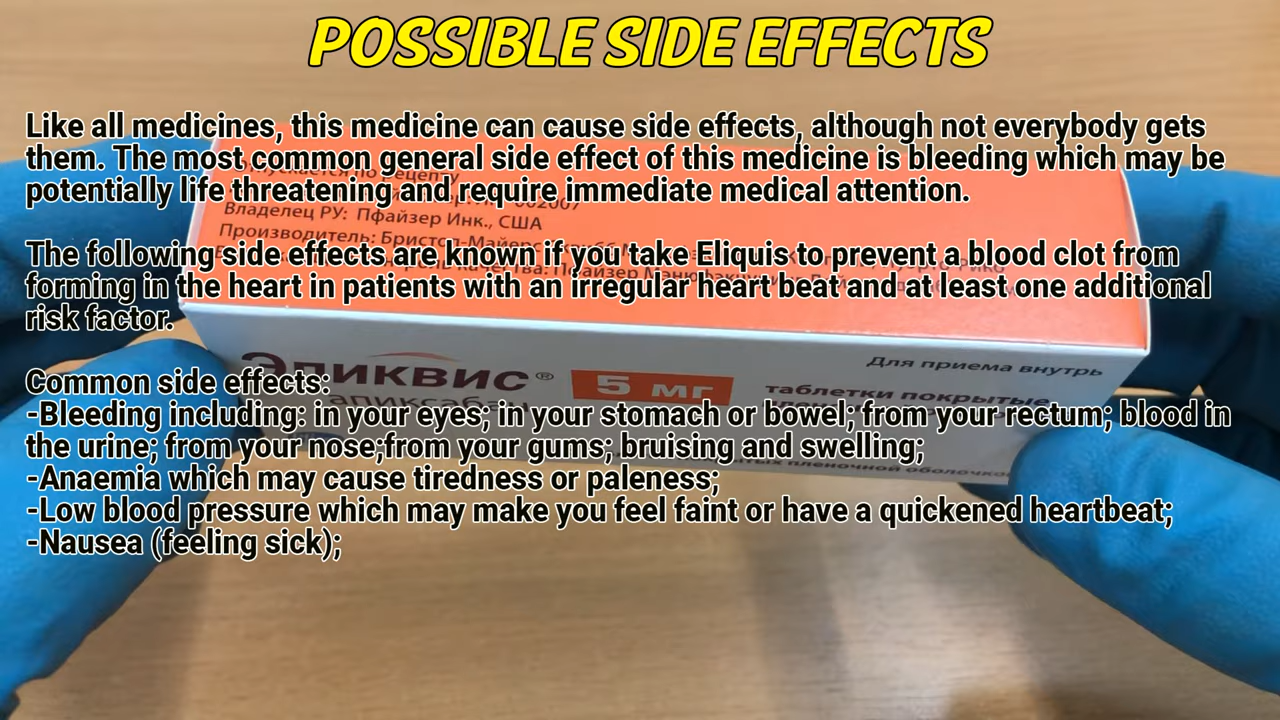 POSSIBLE SIDE EFFECTS
Like all medicines, this medicine can cause side effects, although not everybody gets
them. The most common general side effect of this medicine is bleeding which may be
potentially life threatening and require immediate medical attention.
Владелец РУ: Пфайзер Инк., США
Производитель:
The following side effects are known if you take Eliquis to prevent a blood clot from
forming in the heart in patients with an irregular heart beat and at least one additional
risk factor.
Эликвис® 5 мг
Для приема внутрь
таблетки покрытые
Common side effects:
-Bleeding including: in your eyes; in your stomach or bowel; from your rectum; blood in
the urine; from your nose;from your gums; bruising and swelling;
-Anaemia which may cause tiredness or paleness;
-Low blood pressure which may make you feel faint or have a quickened heartbeat;
-Nausea (feeling sick);